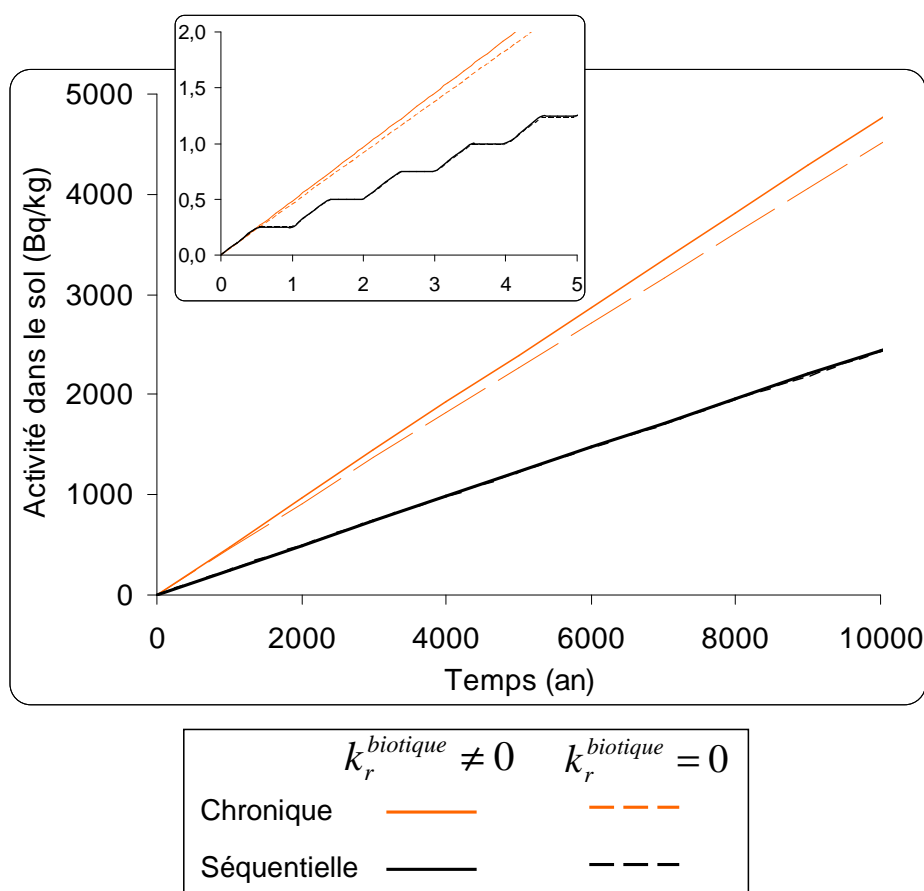 2,0
1,5
1,0
0,5
0,0
0 1 2 3 4 5
5000
4000
3000
2000
1000
0
Activité dans le sol (Bq/kg)
0 2000 4000 6000 8000 10000
Temps (an)
k_r^{biotique} ≠ 0 k_r^{biotique} = 0
Chronique
Séquentielle